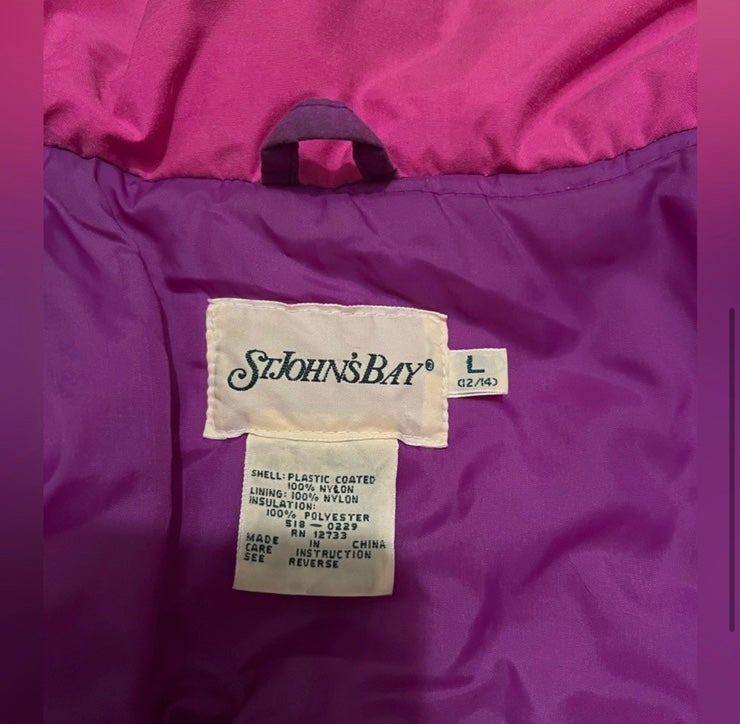 ST.JOHN'S BAY®
L
(12/14)
SHELL: PLASTIC COATED
100% NYLON
LINING: 100% NYLON
INSULATION:
100% POLYESTER
518 — 0229
RN 12733
MADE IN CHINA
CARE INSTRUCTION
SEE REVERSE